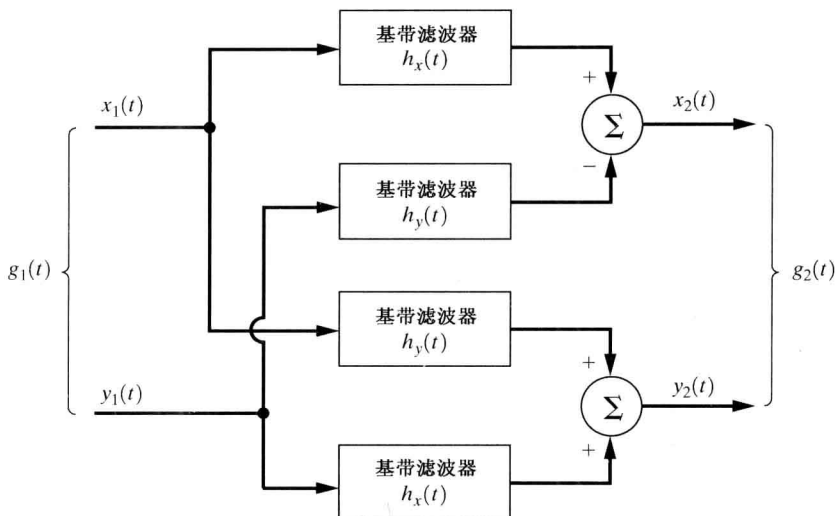 基带滤波器
hx(t)
x1(t)
+
Σ
x2(t)
−
基带滤波器
hy(t)
g1(t)
g2(t)
基带滤波器
hy(t)
+
y1(t)
Σ
y2(t)
+
基带滤波器
hx(t)